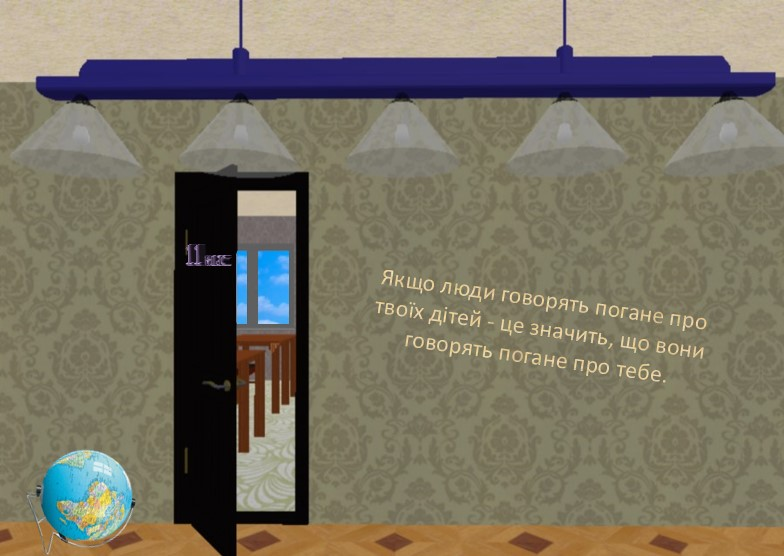 11 клас
Якщо люди говорять погане про
твоїх дітей - це значить, що вони
говорять погане про тебе.